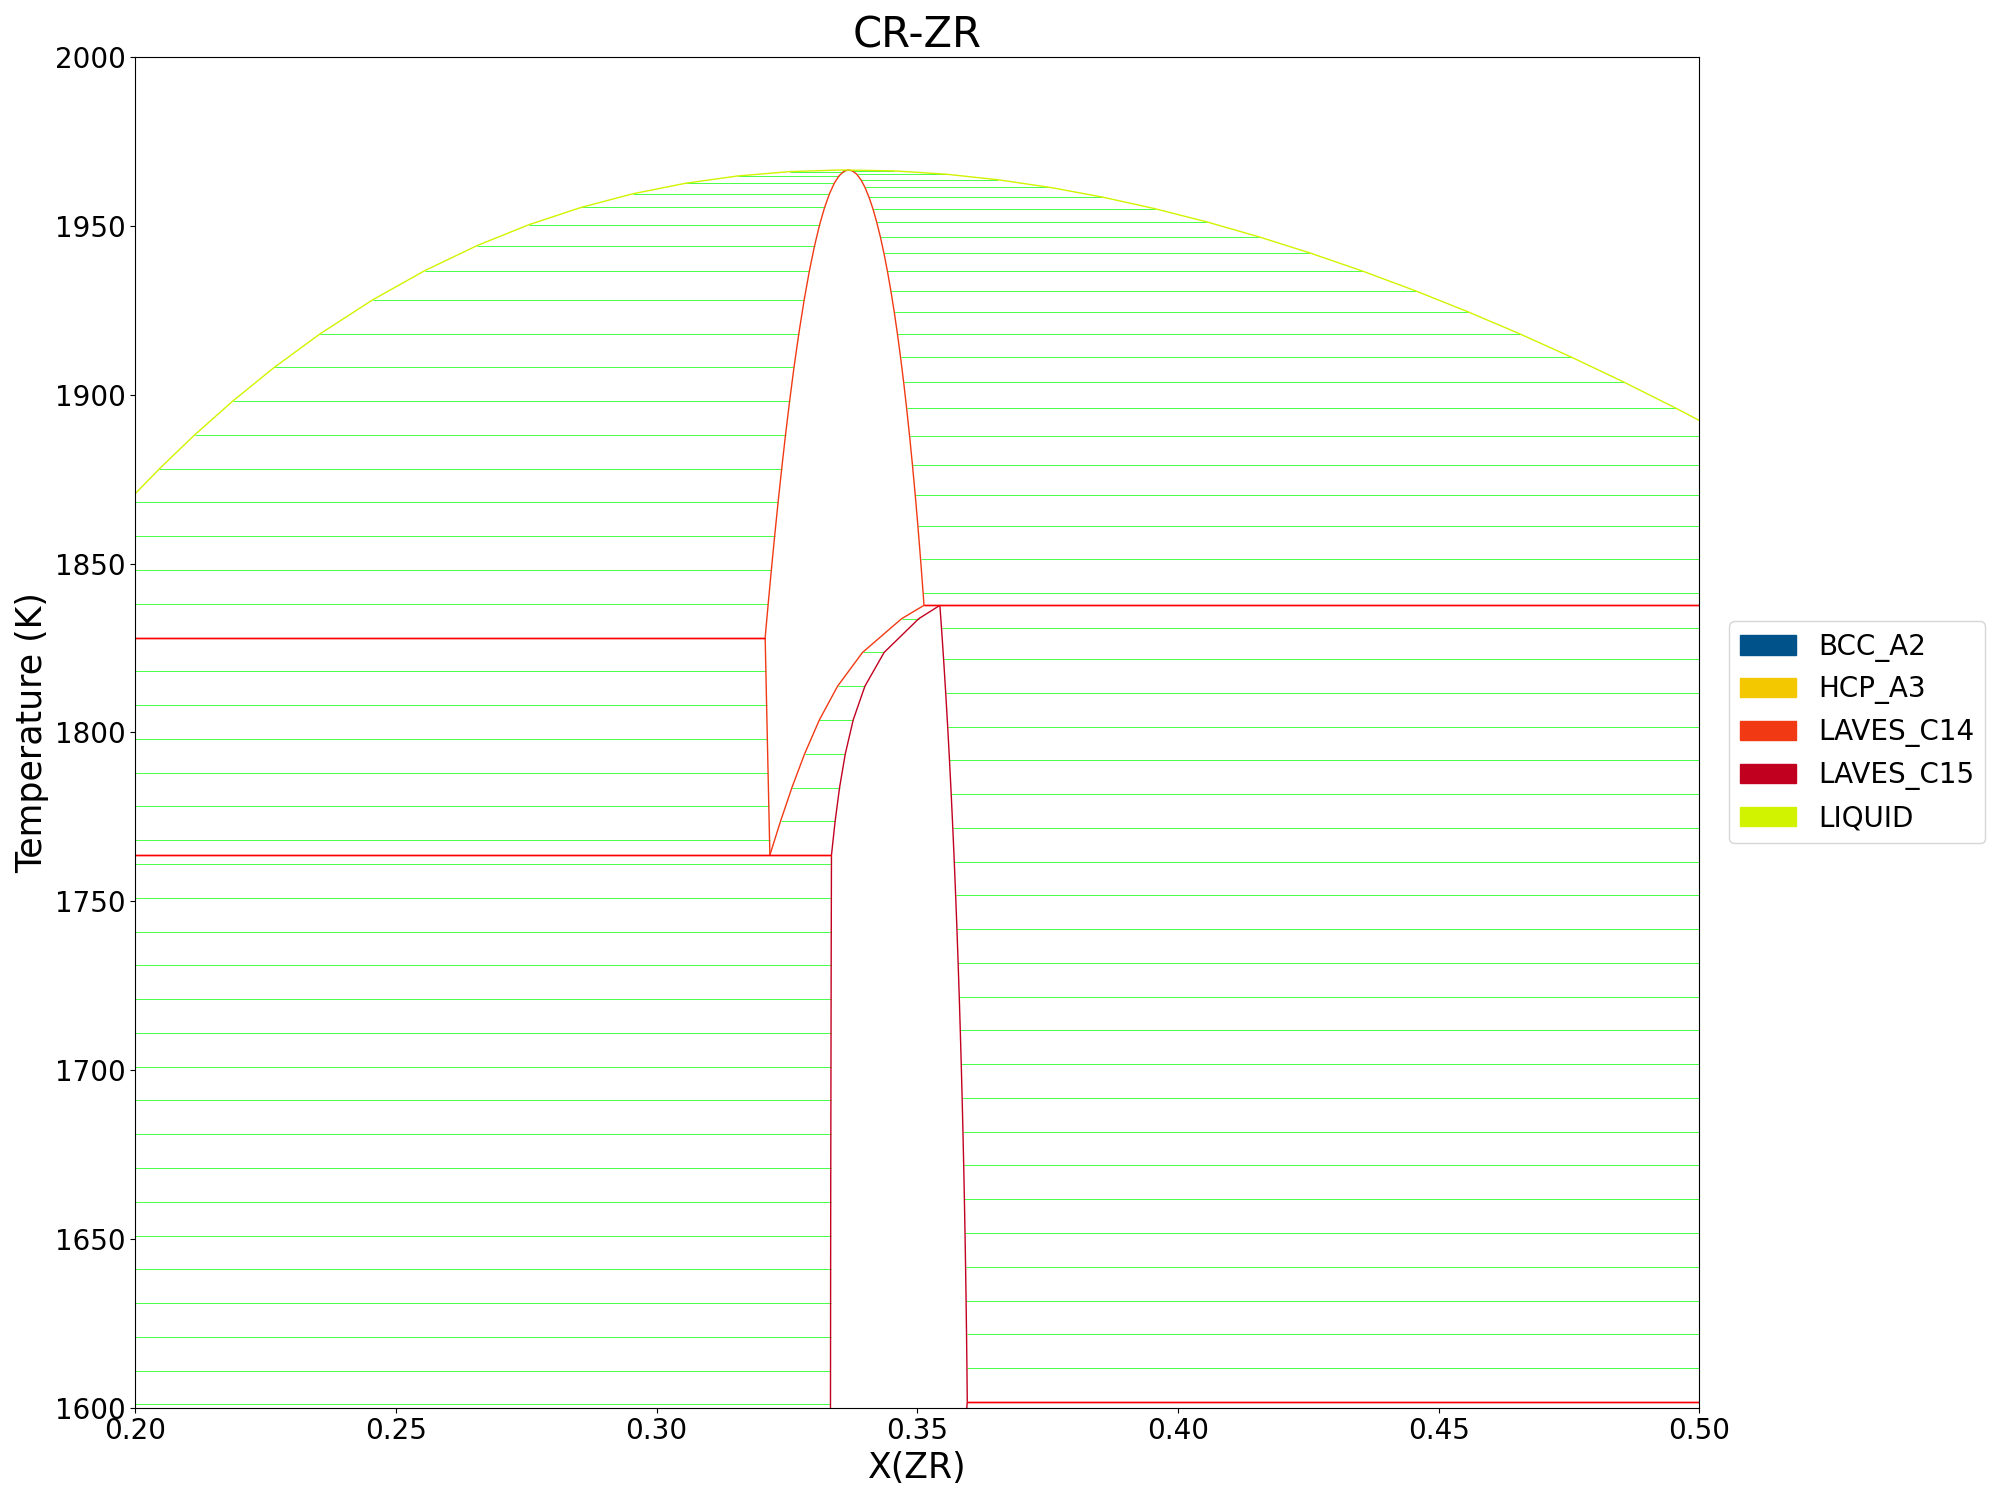 CR-ZR
2000
1950
1900
1850
1800
1750
1700
1650
1600
Temperature (K)
0.20 0.25 0.30 0.35 0.40 0.45 0.50
X(ZR)
BCC_A2
HCP_A3
LAVES_C14
LAVES_C15
LIQUID